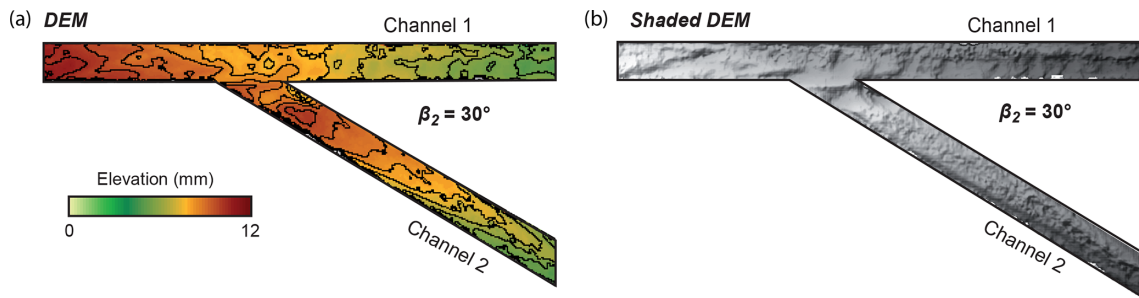 (a) DEM
Channel 1
β₂ = 30°
Elevation (mm)
0 12
Channel 2
(b) Shaded DEM
Channel 1
β₂ = 30°
Channel 2